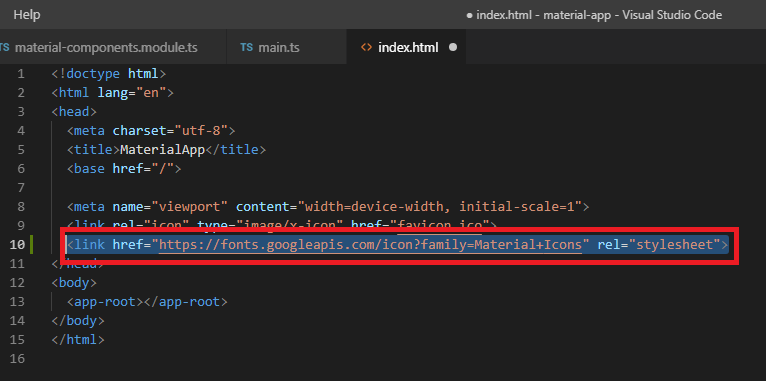 Help ● index.html - material-app - Visual Studio Code
TS material-components.module.ts TS main.ts <> index.html ●
1 <!doctype html>
2 <html lang="en">
3 <head>
4 <meta charset="utf-8">
5 <title>MaterialApp</title>
6 <base href="/">
7
8 <meta name="viewport" content="width=device-width, initial-scale=1">
9 <link rel="icon" type="image/x-icon" href="favicon.ico">
10 <link href="https://fonts.googleapis.com/icon?family=Material+Icons" rel="stylesheet">
11 </head>
12 <body>
13 <app-root></app-root>
14 </body>
15 </html>
16